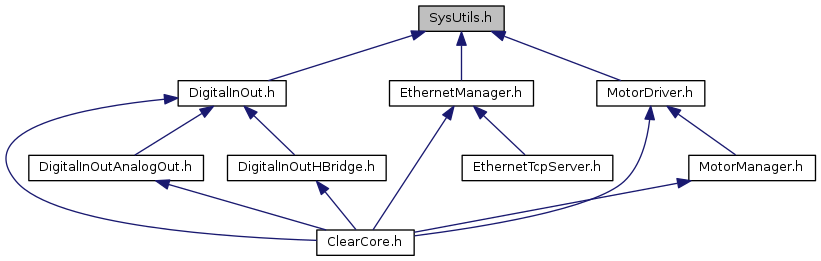 SysUtils.h
DigitalInOut.h
EthernetManager.h
MotorDriver.h
DigitalInOutAnalogOut.h
DigitalInOutHBridge.h
EthernetTcpServer.h
MotorManager.h
ClearCore.h